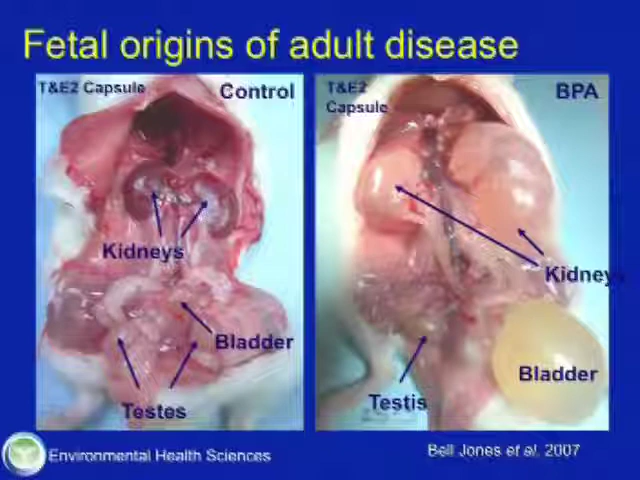 Fetal origins of adult disease
T&E2 Capsule
Control
Kidneys
Bladder
Testes
T&E2
Capsule
BPA
Kidneys
Bladder
Testis
Environmental Health Sciences
Bell Jones et al. 2007